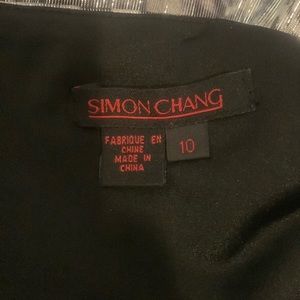 SIMON CHANG
FABRIQUE EN
CHINE
MADE IN
CHINA
10